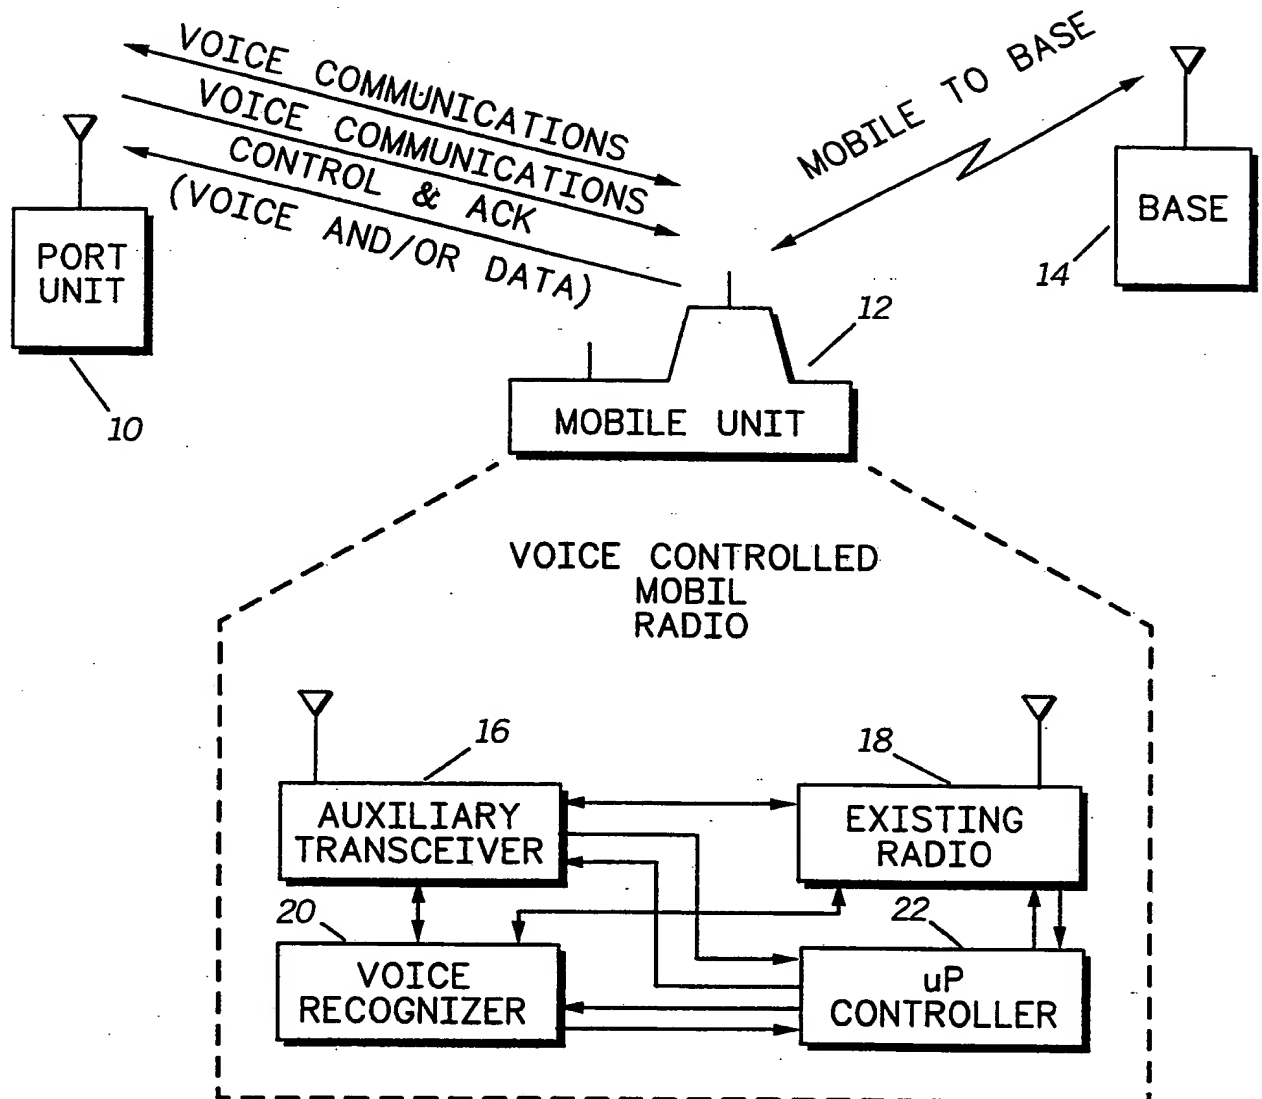 VOICE COMMUNICATIONS
VOICE COMMUNICATIONS
CONTROL & ACK
(VOICE AND/OR DATA)
MOBILE TO BASE
PORT
UNIT
10
BASE
14
12
MOBILE UNIT
VOICE CONTROLLED
MOBIL
RADIO
16
18
AUXILIARY
TRANSCEIVER
EXISTING
RADIO
20
22
VOICE
RECOGNIZER
uP
CONTROLLER